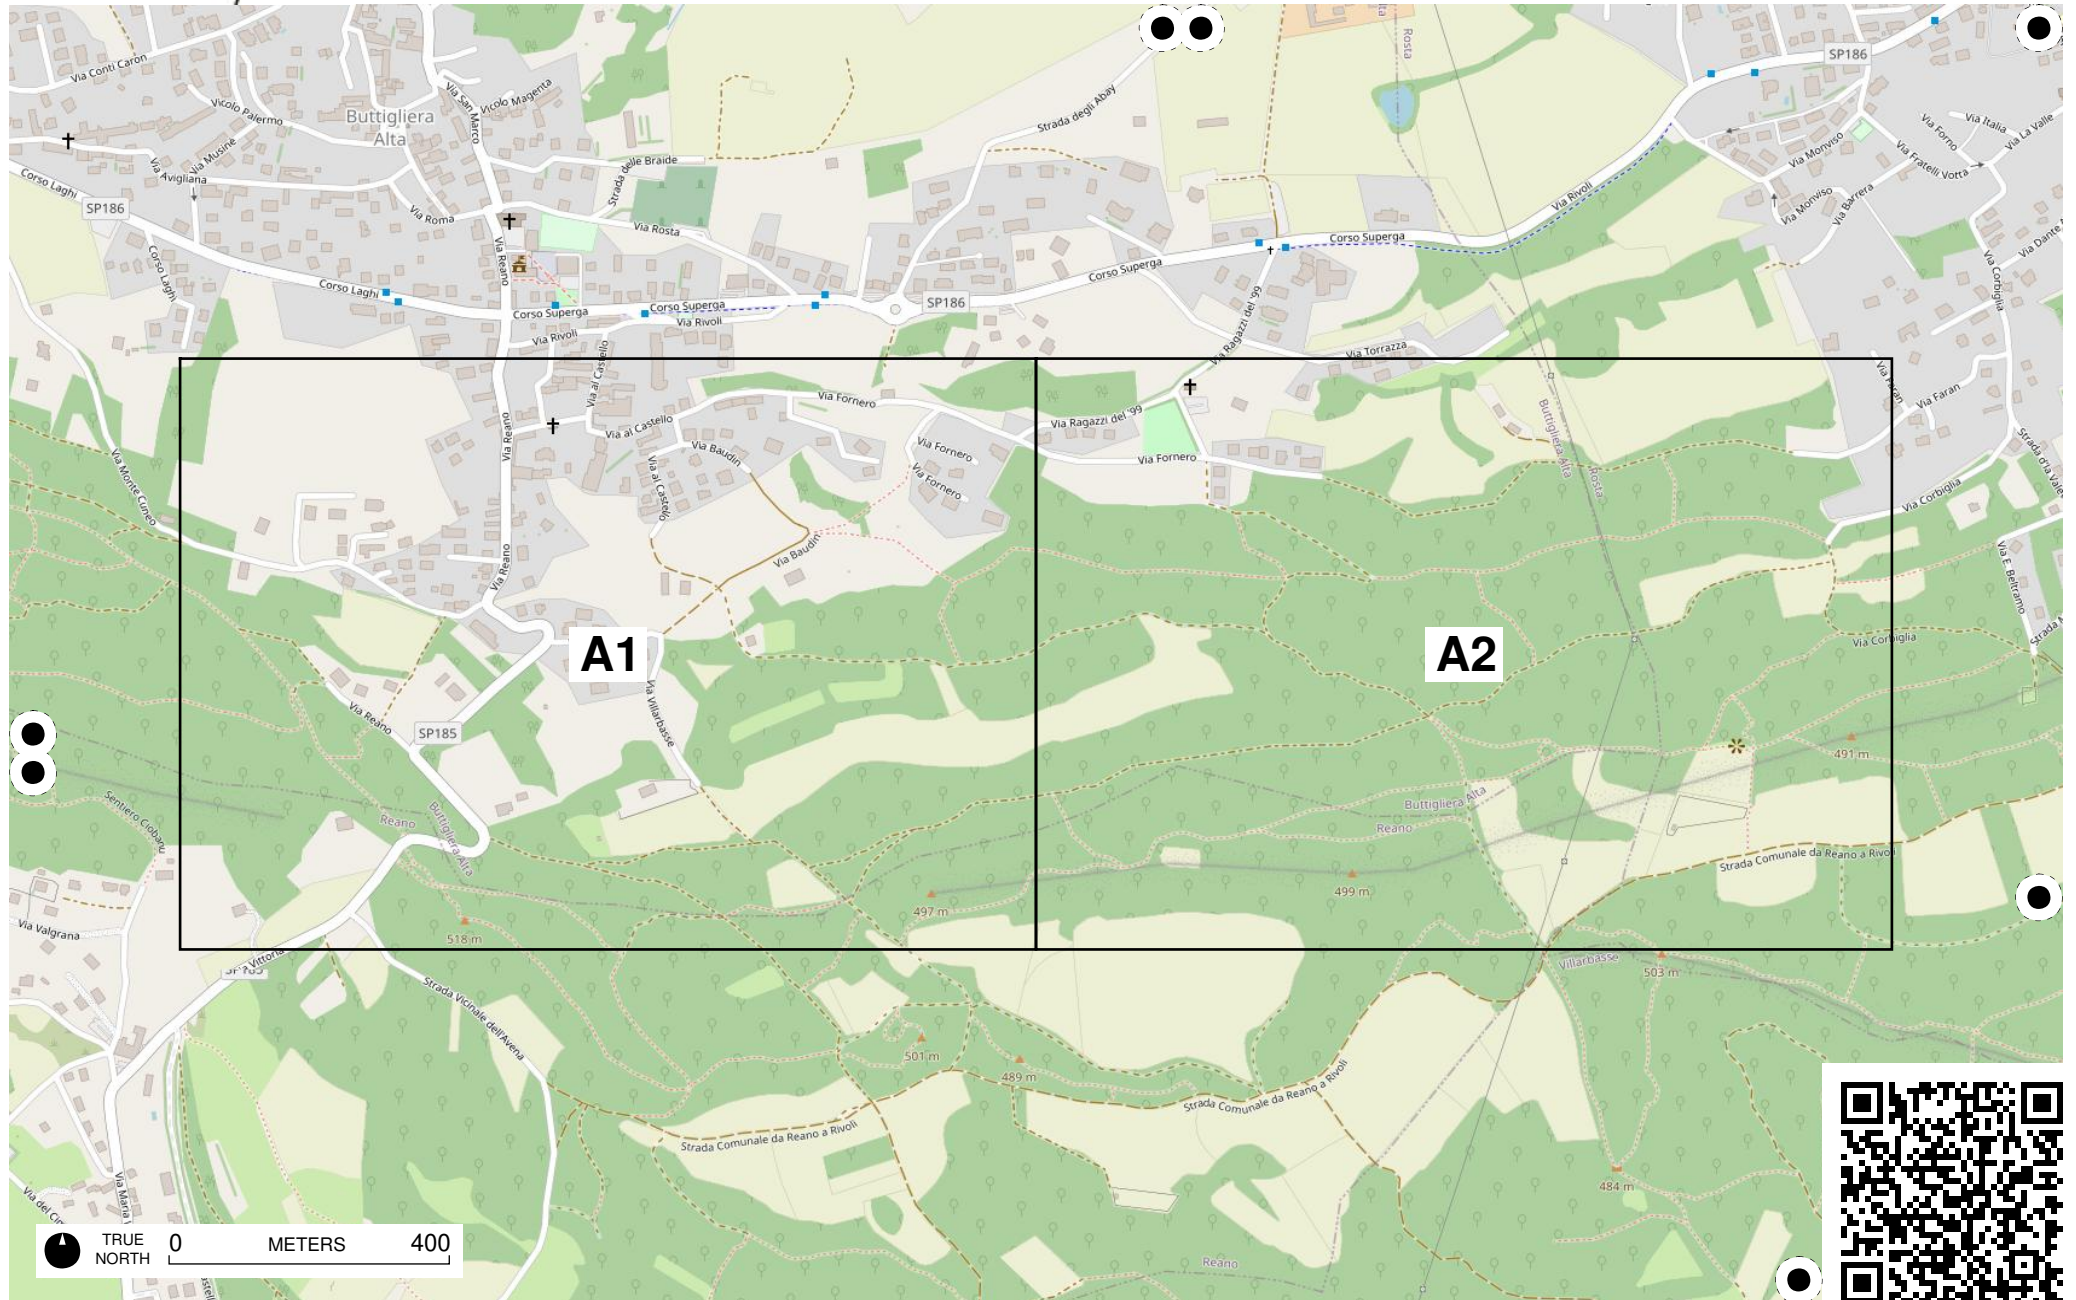 Via Conti Caron
Vicolo Palermo
Buttigliera
Alta
Via San Marco
Vicolo Magenta
Strada degli Abay
Rosta
SP186
Via Italia
Via La Valle
Via Forno
Via Fratelli Votta
Via Monviso
Via Monviso
Via Barrera
Via Dante
Via Corbiglia
Corso Laghi
SP186
Via Avigliana
Via Musinè
Via Roma
Strada delle Braide
Via Rosta
Via Reano
Corso Laghi
Corso Laghi
Corso Superga
Corso Superga
Via Rivoli
Via Rivoli
SP186
Corso Superga
Corso Superga
Via Rivoli
Via Ragazzi del '99
Via Torrazza
Via Faran
Via Faran
Via al Castello
Via al Castello
Via al Castello
Via Baudin
Via Fornero
Via Fornero
Via Fornero
Via Ragazzi del '99
Via Fornero
Buttigliera Alta
Rosta
Via Corbiglia
Via Monte Cuneo
Via Reano
Via Reano
Via Baudin
Via E. Beltramo
Via Corbiglia
A1
A2
Via Villarbasse
Via Reano
SP185
Sentiero Ciobanu
Reano
Buttigliera Alta
Buttigliera Alta
Reano
491 m
Strada Comunale da Reano a Rivoli
499 m
497 m
518 m
Via Valgrana
Vittoria
Villarbasse
503 m
Strada Vicinale dell'Avena
501 m
489 m
Strada Comunale da Reano a Rivoli
Strada Comunale da Reano a Rivoli
484 m
Reano
TRUE
NORTH
0 METERS 400